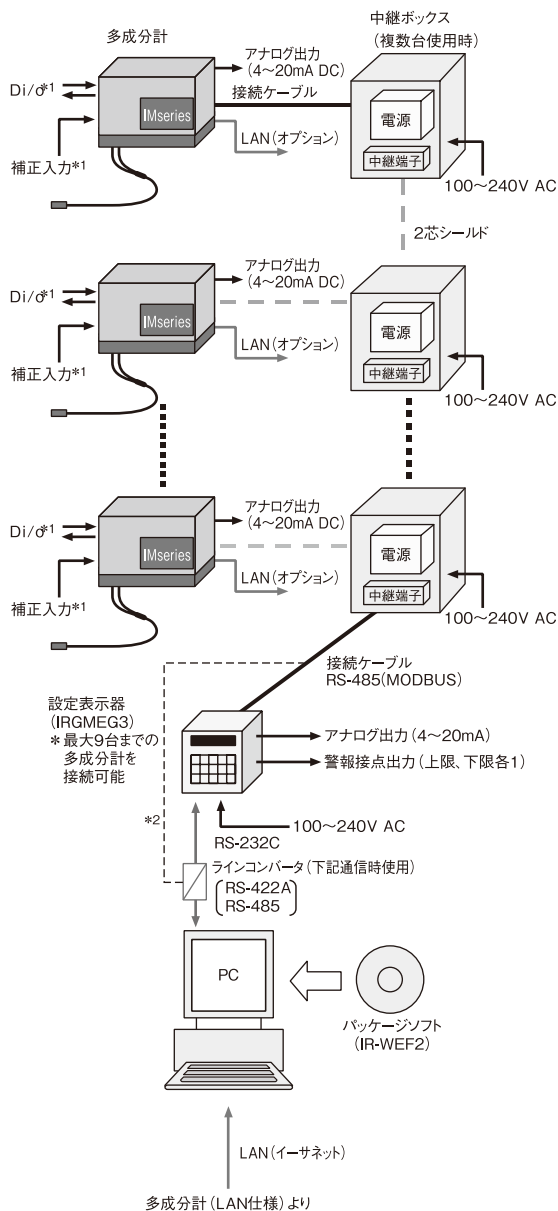 多成分計
中継ボックス
(複数台使用時)
アナログ出力
(4～20mA DC)
接続ケーブル
Di/o*1
IMseries
電源
LAN(オプション)
中継端子
補正入力*1
100～240V AC
2芯シールド
アナログ出力
(4～20mA DC)
Di/o*1
IMseries
電源
LAN(オプション)
中継端子
補正入力*1
100～240V AC
アナログ出力
(4～20mA DC)
Di/o*1
IMseries
電源
LAN(オプション)
中継端子
補正入力*1
100～240V AC
接続ケーブル
RS-485(MODBUS)
設定表示器
(IRGMEG3)
*最大9台までの
多成分計を
接続可能
アナログ出力(4～20mA)
警報接点出力(上限、下限各1)
*2
100～240V AC
RS-232C
ラインコンバータ(下記通信時使用)
RS-422A
RS-485
PC
パッケージソフト
(IR-WEF2)
LAN(イーサネット)
多成分計(LAN仕様)より